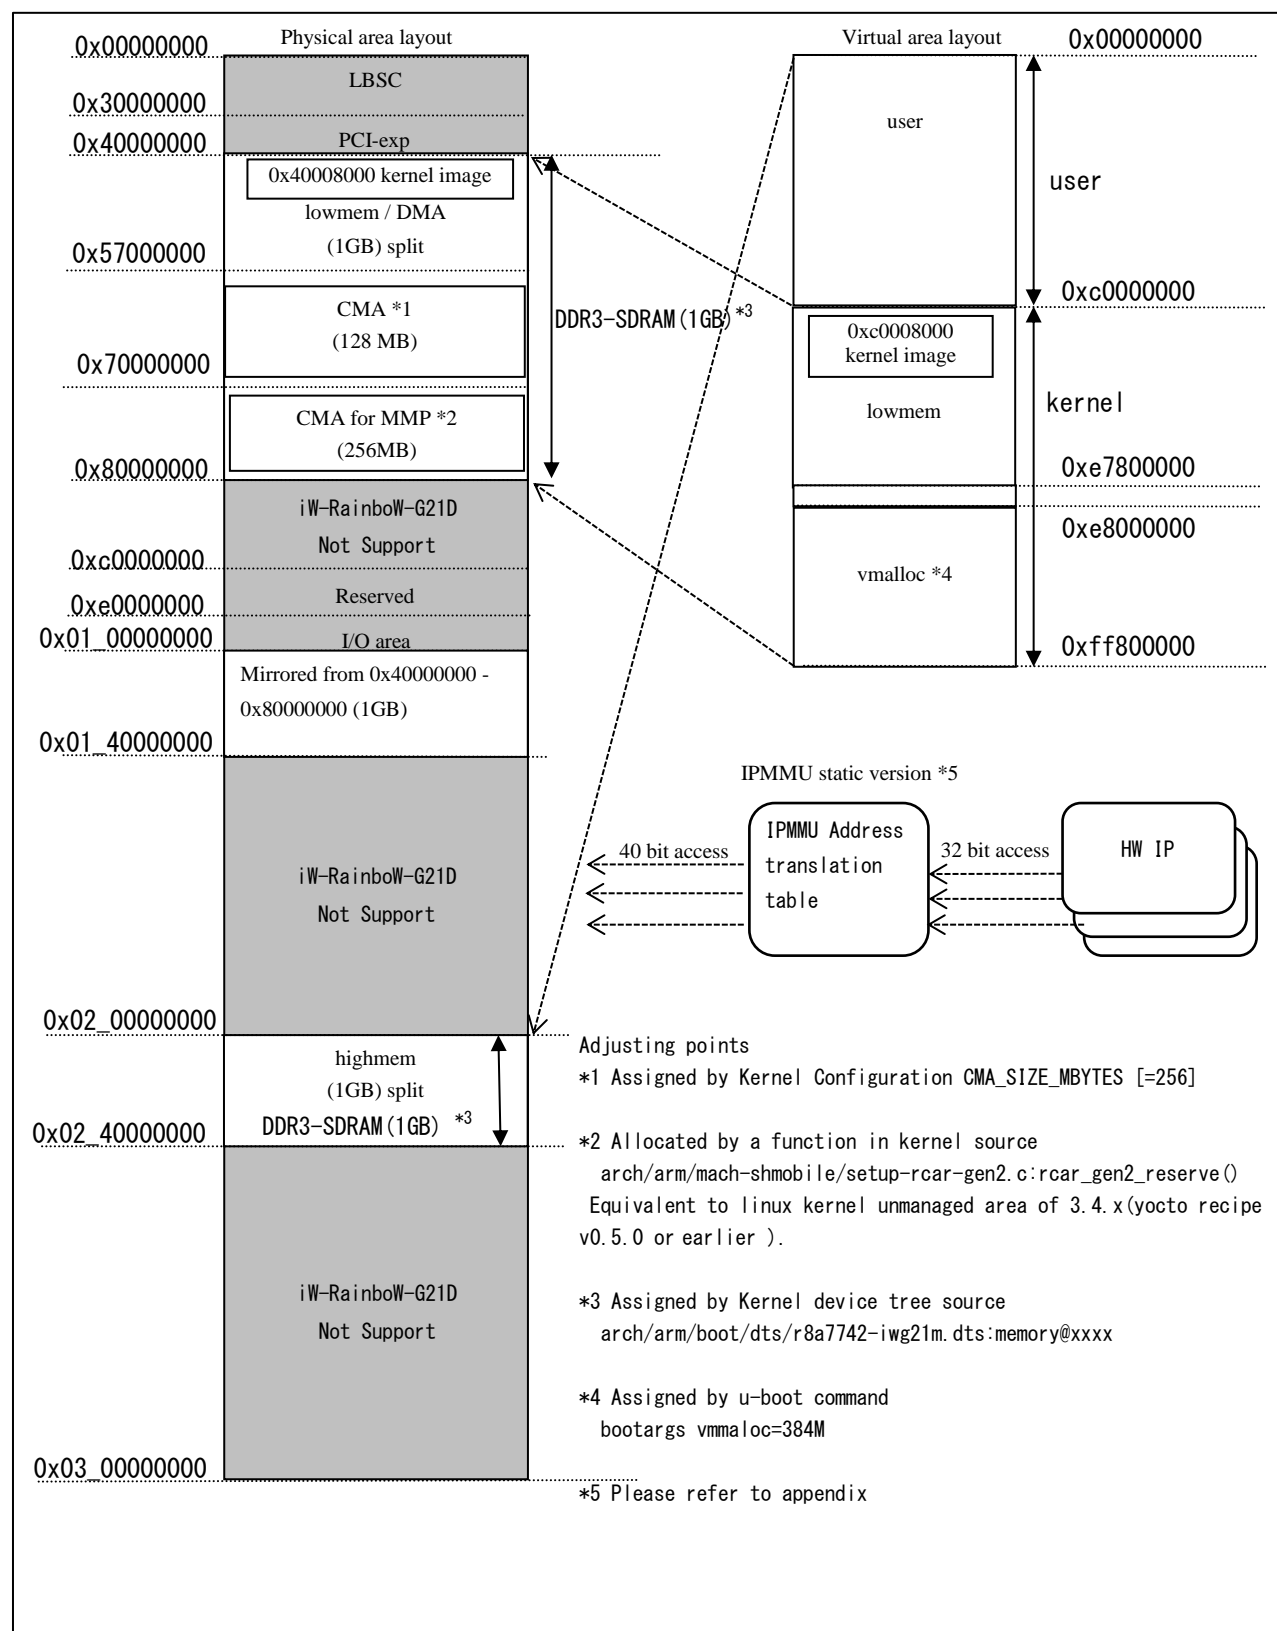 Physical area layout
0x00000000
LBSC
0x30000000
0x40000000
PCI-exp
0x40008000 kernel image
lowmem / DMA
(1GB) split
0x57000000
CMA *1
(128 MB)
0x70000000
CMA for MMP *2
(256MB)
0x80000000
DDR3-SDRAM(1GB)*3
iW-RainboW-G21D
Not Support
0xc0000000
Reserved
0xe0000000
I/O area
0x01_00000000
Mirrored from 0x40000000 -
0x80000000 (1GB)
0x01_40000000
iW-RainboW-G21D
Not Support
0x02_00000000
highmem
(1GB) split
DDR3-SDRAM(1GB) *3
0x02_40000000
iW-RainboW-G21D
Not Support
0x03_00000000
Virtual area layout
0x00000000
user
user
0xc0000000
0xc0008000
kernel image
lowmem
kernel
0xe7800000
0xe8000000
vmalloc *4
0xff800000
IPMMU static version *5
40 bit access
IPMMU Address
translation
table
32 bit access
HW IP
Adjusting points
*1 Assigned by Kernel Configuration CMA_SIZE_MBYTES [=256]
*2 Allocated by a function in kernel source
arch/arm/mach-shmobile/setup-rcar-gen2.c:rcar_gen2_reserve()
Equivalent to linux kernel unmanaged area of 3.4.x(yocto recipe
v0.5.0 or earlier ).
*3 Assigned by Kernel device tree source
arch/arm/boot/dts/r8a7742-iwg21m.dts:memory@xxxx
*4 Assigned by u-boot command
bootargs vmmaloc=384M
*5 Please refer to appendix